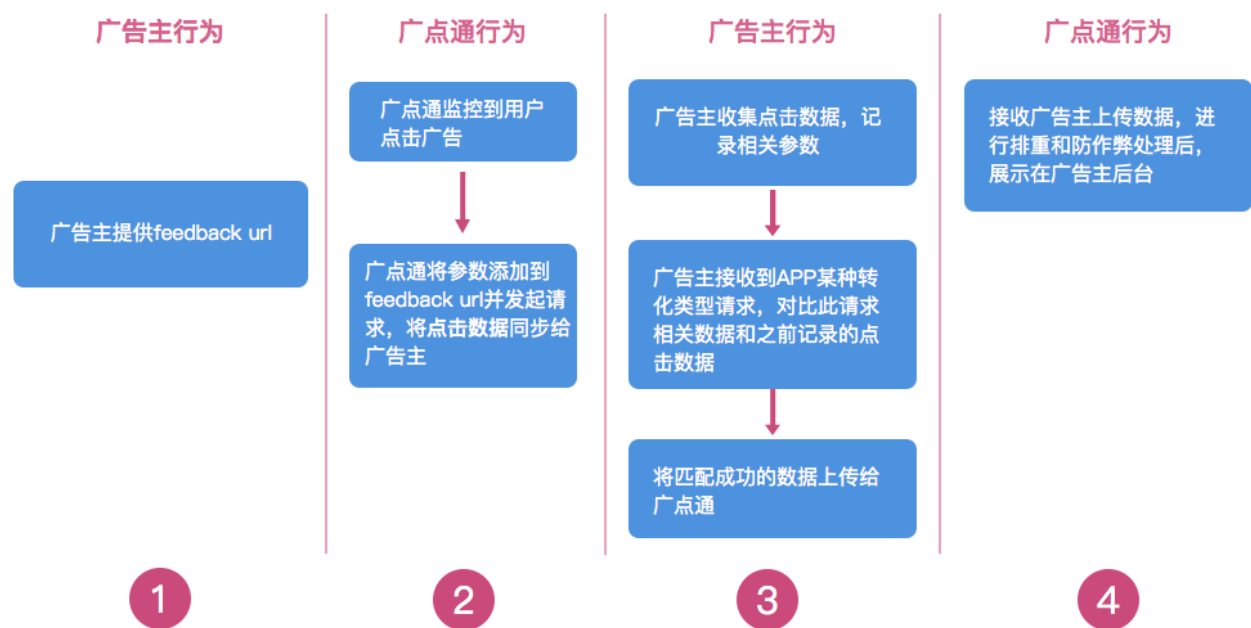 广告主行为
广告主提供feedback url
1
广点通行为
广点通监控到用户
点击广告
广点通将参数添加到
feedback url并发起请
求，将点击数据同步给
广告主
2
广告主行为
广告主收集点击数据，记
录相关参数
广告主接收到APP某种转
化类型请求，对比此请求
相关数据和之前记录的点
击数据
将匹配成功的数据上传给
广点通
3
广点通行为
接收广告主上传数据，进
行排重和防作弊处理后，
展示在广告主后台
4